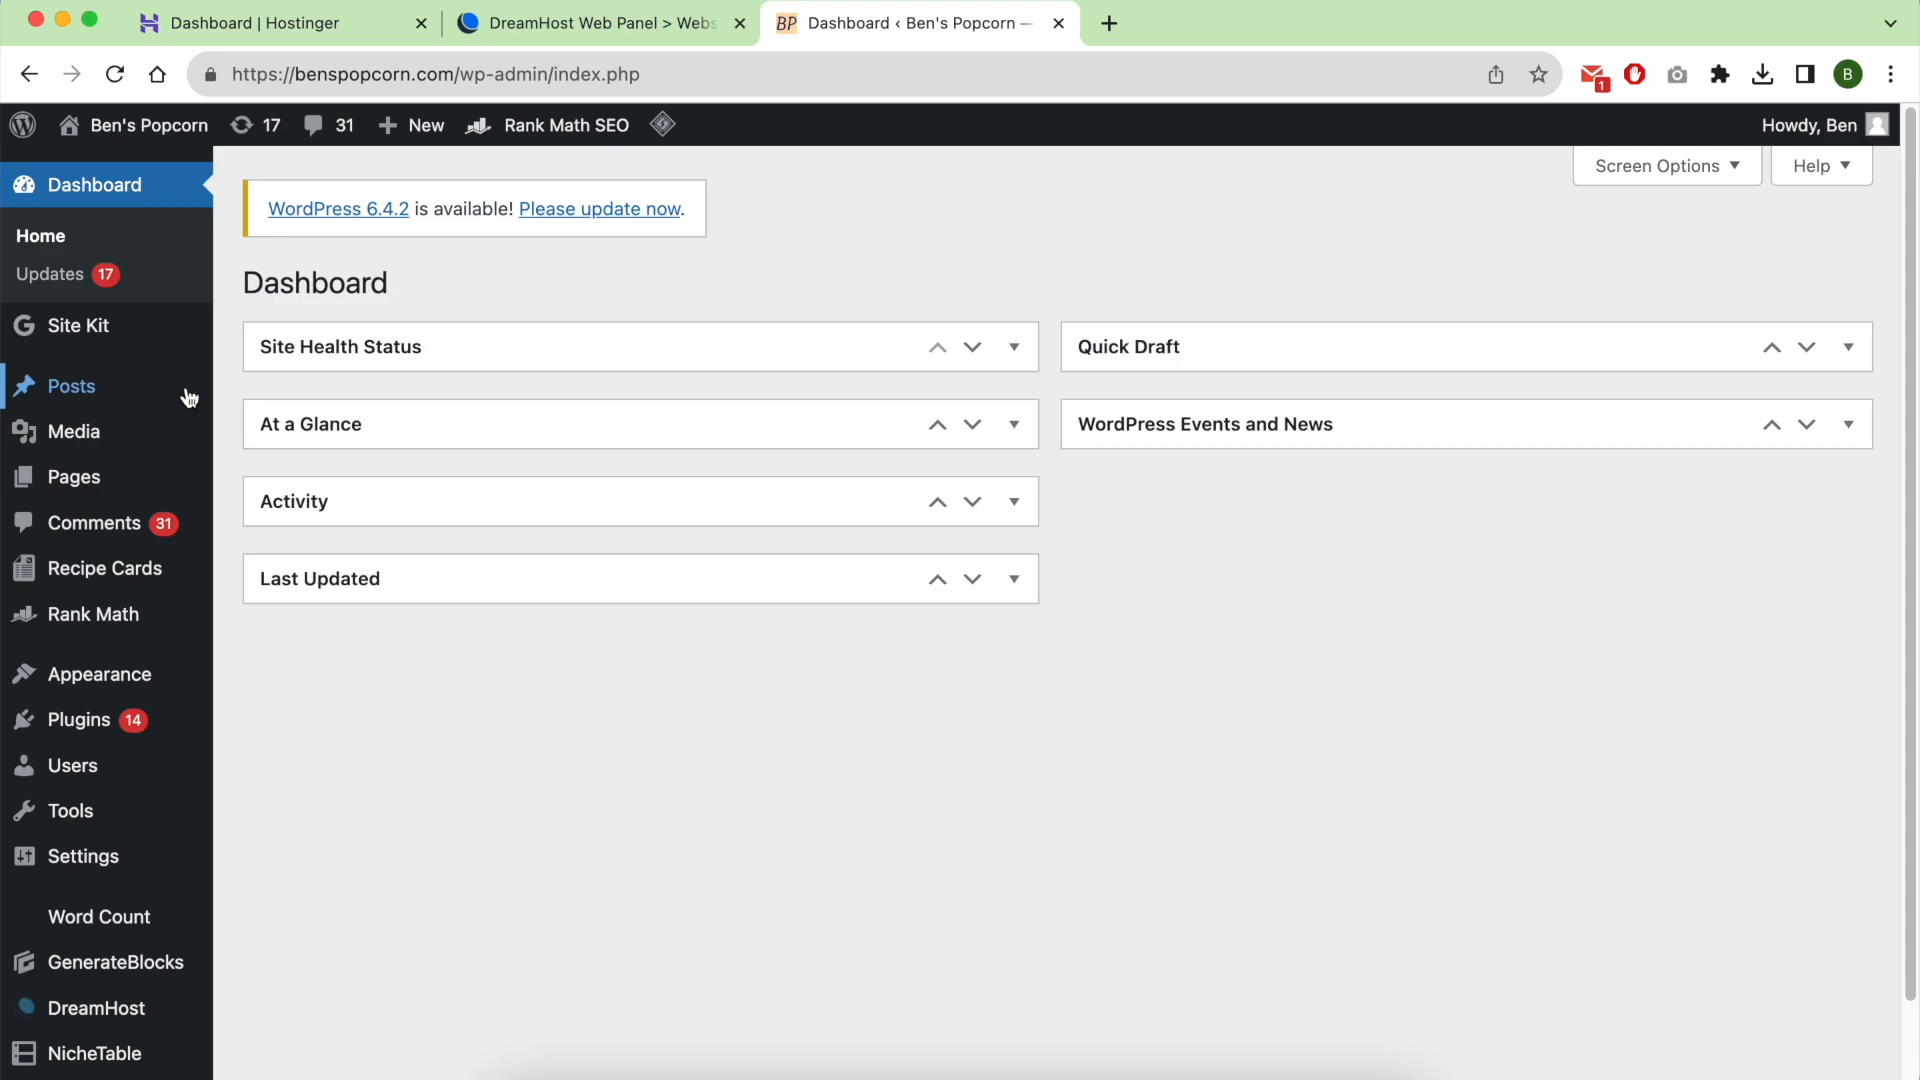 Dashboard | Hostinger
DreamHost Web Panel > Webs
BP Dashboard ‹ Ben's Popcorn —
https://benspopcorn.com/wp-admin/index.php
1
B
Ben's Popcorn 17 31 + New Rank Math SEO
Howdy, Ben
Screen Options
Help
Dashboard
Home
Updates 17
Site Kit
Posts
Media
Pages
Comments 31
Recipe Cards
Rank Math
Appearance
Plugins 14
Users
Tools
Settings
Word Count
GenerateBlocks
DreamHost
NicheTable
WordPress 6.4.2 is available! Please update now.
Dashboard
Site Health Status
At a Glance
Activity
Last Updated
Quick Draft
WordPress Events and News